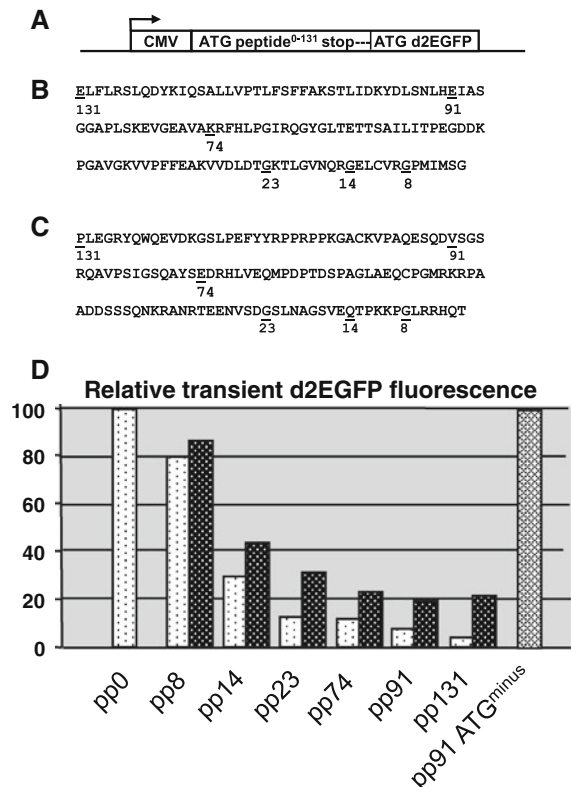 A
CMV ATG peptide0-131 stop--- ATG d2EGFP
B
ELFLRSLQDYKIQSALLVPTLFSFFAKSTLIDKYDLSNLHEIAS
131 91
GGAPLSKEVGEAVAKRFHLPGIRQGYGLTETTSAILITPEGDDK
74
PGAVGKVVPFFEAKVVDLDTGKTLGVNQRGELCVRGPMIMSG
23 14 8
C
PLEGRYQWQEVDKGSLPEFYYRPPRPPKGACKVPAQESQDVSGS
131 91
RQAVPSIGSQAYSEDRHLVEQMPDPTDSPAGLAEQCPGMRKRPA
74
ADDSSSQNKRANRTEENVSDGSLNAGSVEQTPKKPGLRRHQT
23 14 8
D
Relative transient d2EGFP fluorescence
100
80
60
40
20
0
pp0 pp8 pp14 pp23 pp74 pp91 pp131 pp91 ATGminus